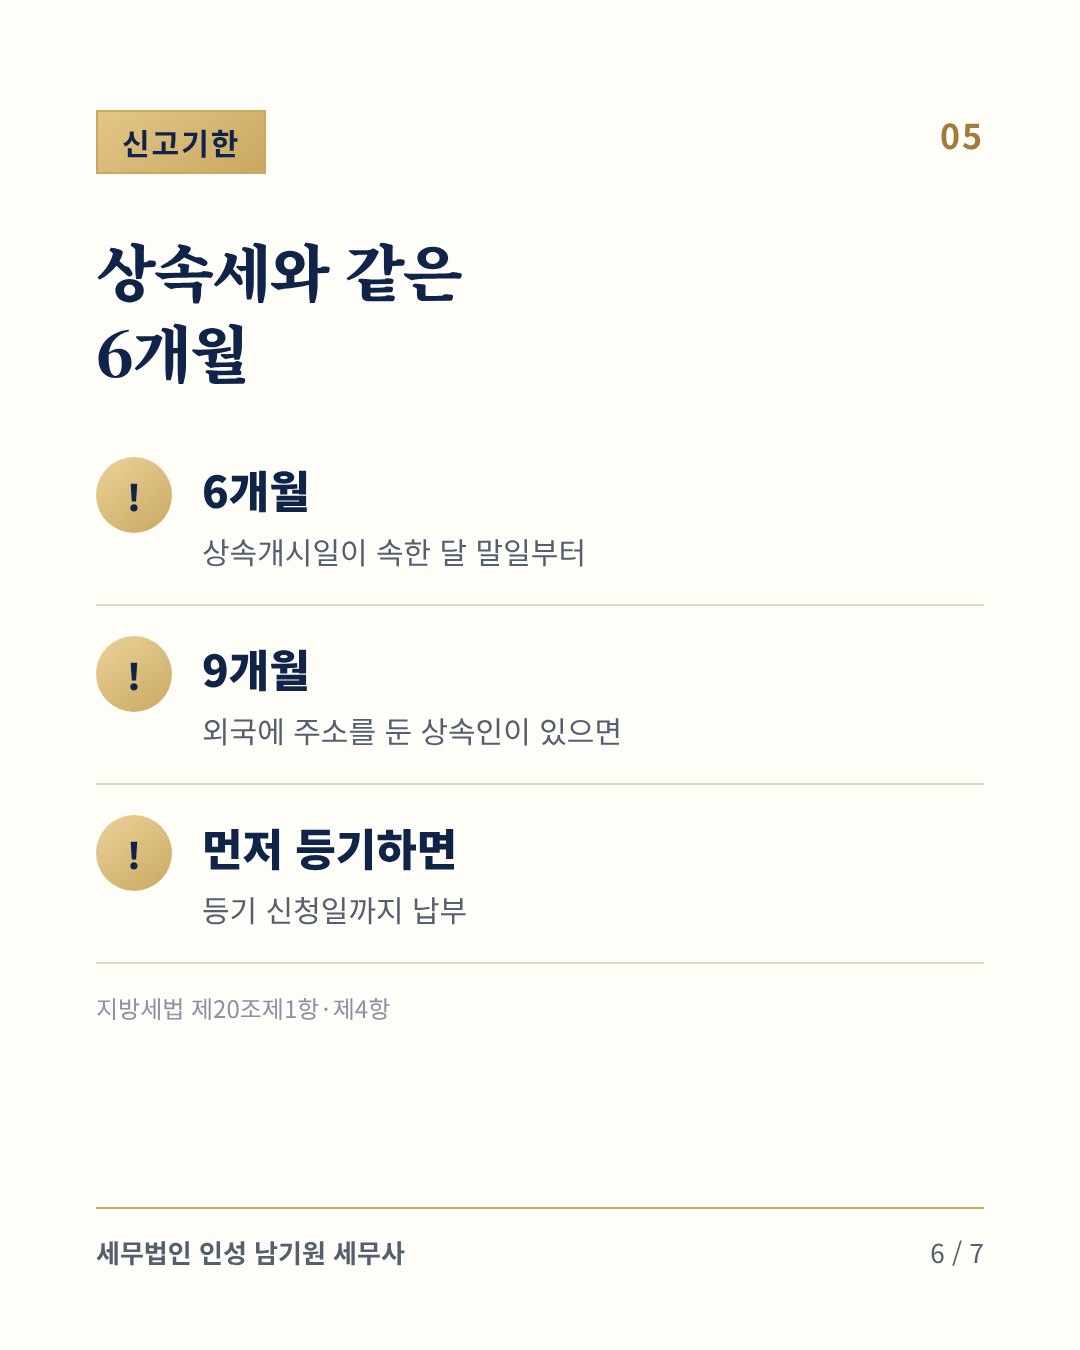 신고기한
05
상속세와 같은
6개월
!
6개월
상속개시일이 속한 달 말일부터
!
9개월
외국에 주소를 둔 상속인이 있으면
!
먼저 등기하면
등기 신청일까지 납부
지방세법 제20조제1항·제4항
세무법인 인성 남기원 세무사
6 / 7